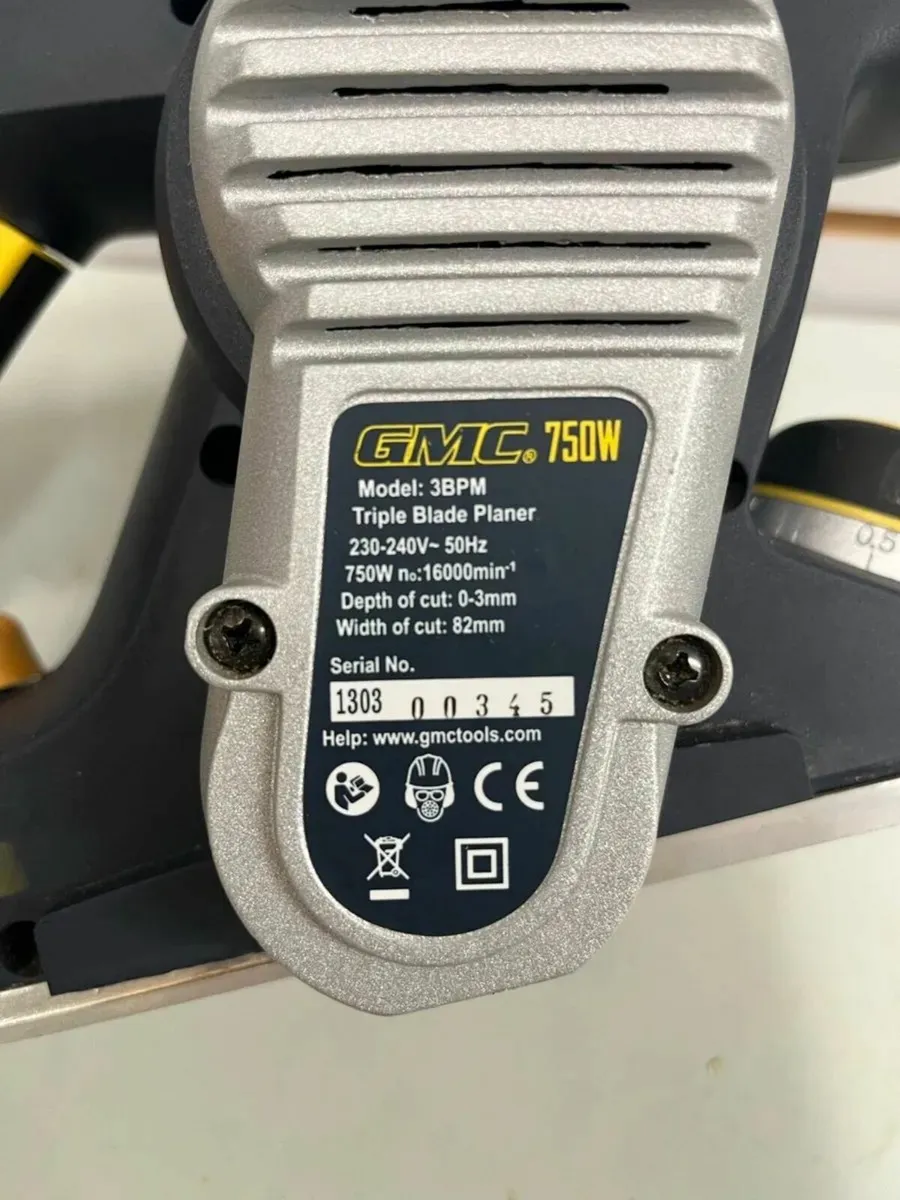 GMC® 750W
Model: 3BPM
Triple Blade Planer
230-240V~ 50Hz
750W n₀:16000min⁻¹
Depth of cut: 0-3mm
Width of cut: 82mm
Serial No.
1303 00345
Help: www.gmctools.com
CE
0.5